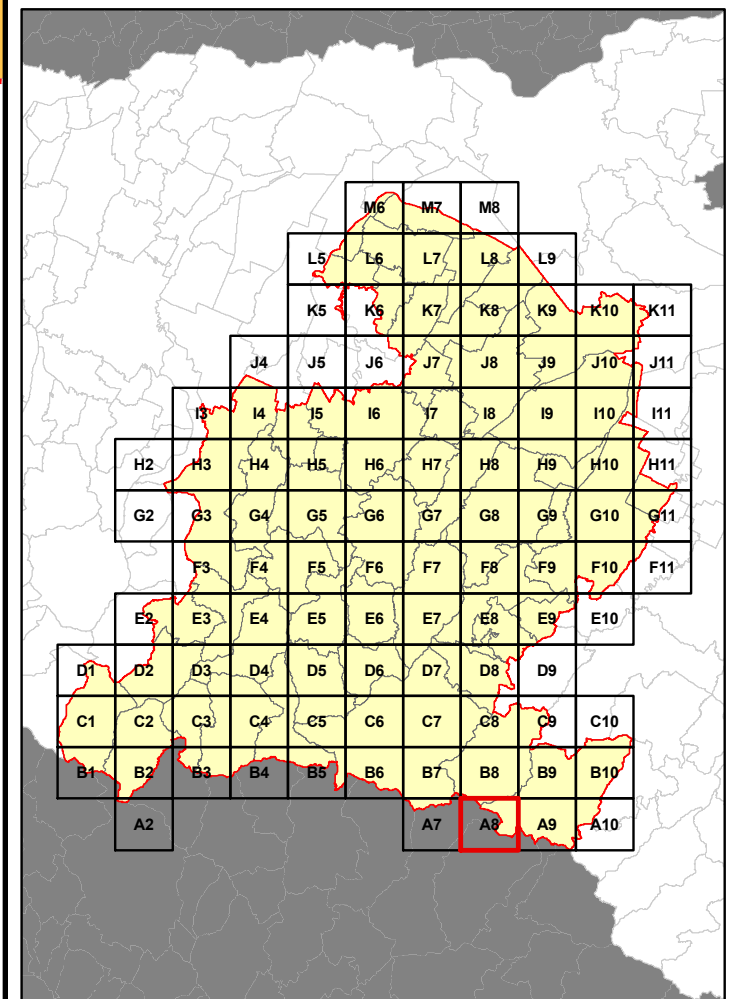 M6 M7 M8
L5 L6 L7 L8 L9
K5 K6 K7 K8 K9 K10 K11
J4 J5 J6 J7 J8 J9 J10 J11
I3 I4 I5 I6 I7 I8 I9 I10 I11
H2 H3 H4 H5 H6 H7 H8 H9 H10 H11
G2 G3 G4 G5 G6 G7 G8 G9 G10 G11
F3 F4 F5 F6 F7 F8 F9 F10 F11
E2 E3 E4 E5 E6 E7 E8 E9 E10
D1 D2 D3 D4 D5 D6 D7 D8 D9
C1 C2 C3 C4 C5 C6 C7 C8 C9 C10
B1 B2 B3 B4 B5 B6 B7 B8 B9 B10
A2 A7 A8 A9 A10